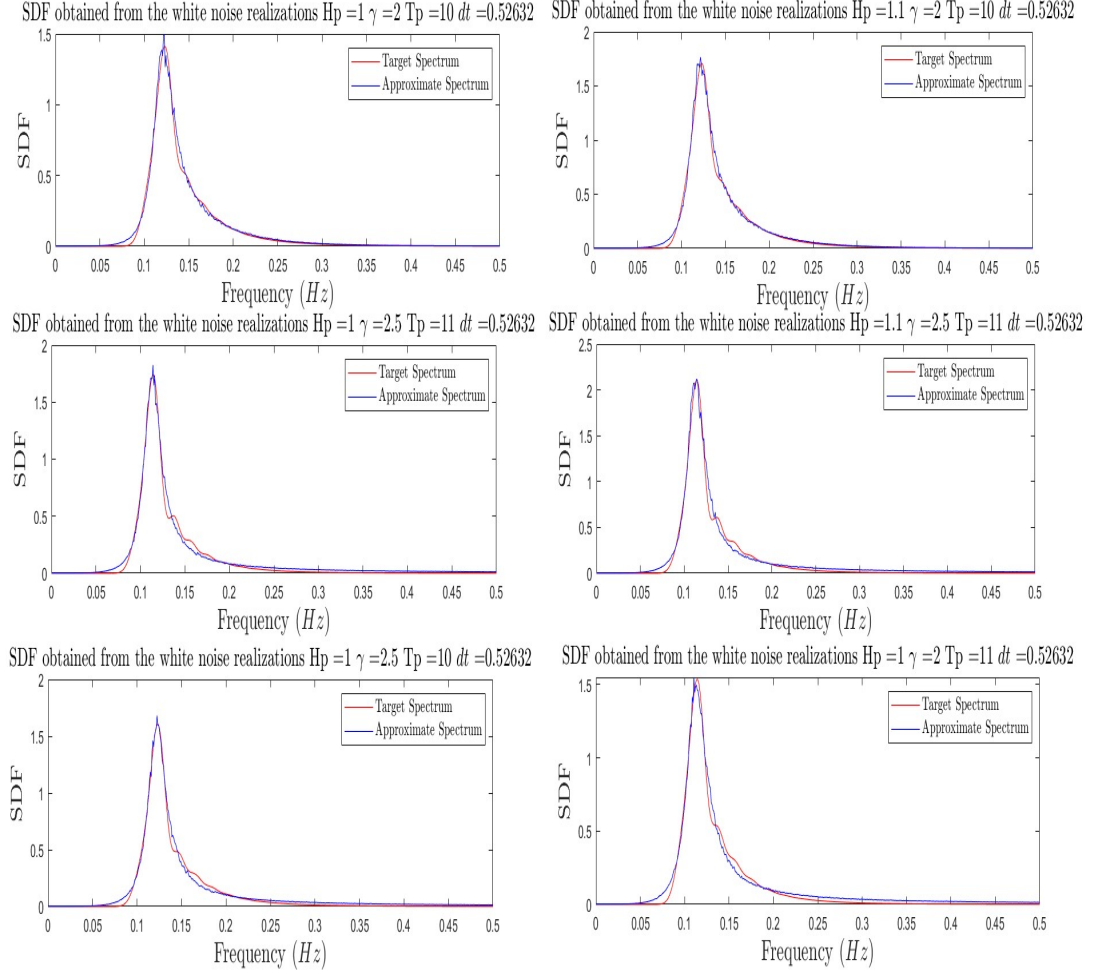 SDF obtained from the white noise realizations Hp =1 γ =2 Tp =10 dt =0.52632
1.5
1
0.5
0
SDF
Target Spectrum
Approximate Spectrum
0 0.05 0.1 0.15 0.2 0.25 0.3 0.35 0.4 0.45 0.5
Frequency (Hz)
SDF obtained from the white noise realizations Hp =1.1 γ =2 Tp =10 dt =0.52632
2
1.5
1
0.5
0
SDF
Target Spectrum
Approximate Spectrum
0 0.05 0.1 0.15 0.2 0.25 0.3 0.35 0.4 0.45 0.5
Frequency (Hz)
SDF obtained from the white noise realizations Hp =1 γ =2.5 Tp =11 dt =0.52632
2
1.5
1
0.5
0
SDF
Target Spectrum
Approximate Spectrum
0 0.05 0.1 0.15 0.2 0.25 0.3 0.35 0.4 0.45 0.5
Frequency (Hz)
SDF obtained from the white noise realizations Hp =1.1 γ =2.5 Tp =11 dt =0.52632
2.5
2
1.5
1
0.5
0
SDF
Target Spectrum
Approximate Spectrum
0 0.05 0.1 0.15 0.2 0.25 0.3 0.35 0.4 0.45 0.5
Frequency (Hz)
SDF obtained from the white noise realizations Hp =1 γ =2.5 Tp =10 dt =0.52632
2
1.5
1
0.5
0
SDF
Target Spectrum
Approximate Spectrum
0 0.05 0.1 0.15 0.2 0.25 0.3 0.35 0.4 0.45 0.5
Frequency (Hz)
SDF obtained from the white noise realizations Hp =1 γ =2 Tp =11 dt =0.52632
1.5
1
0.5
0
SDF
Target Spectrum
Approximate Spectrum
0 0.05 0.1 0.15 0.2 0.25 0.3 0.35 0.4 0.45 0.5
Frequency (Hz)